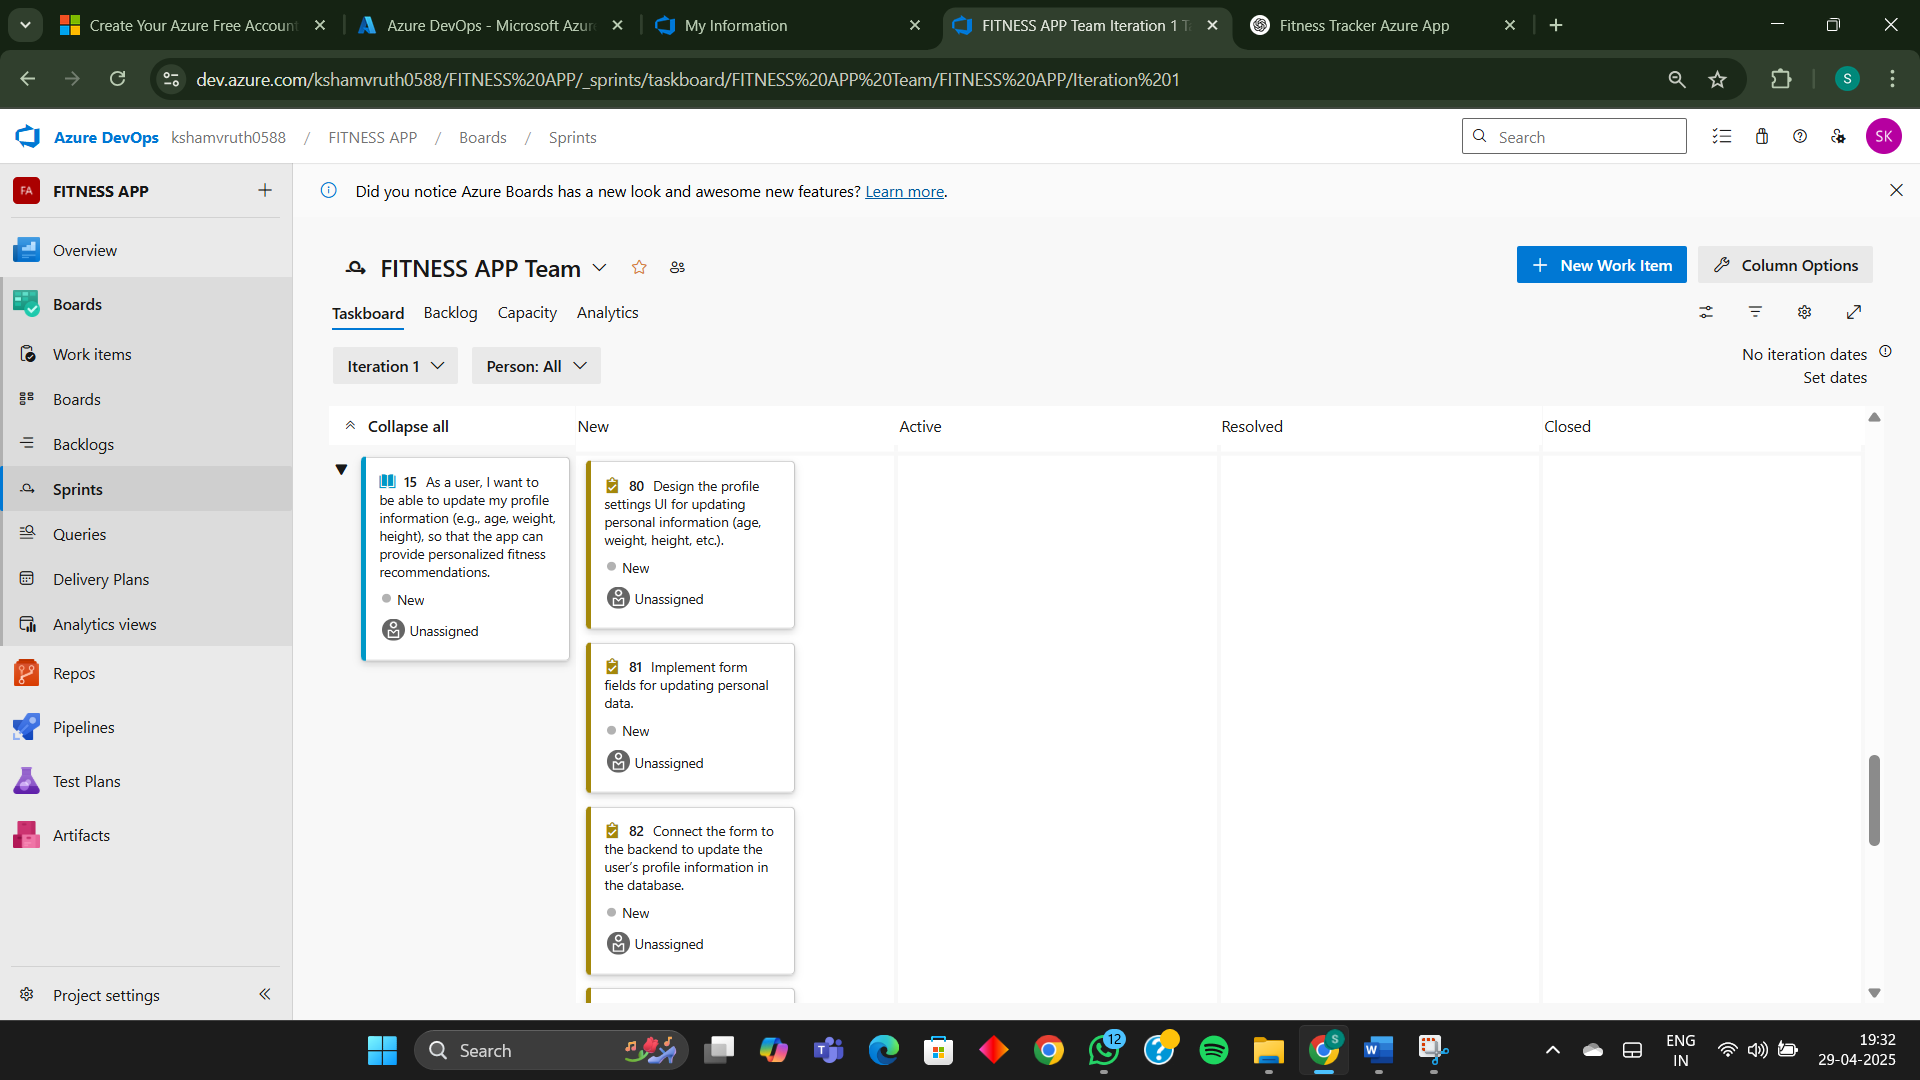 Create Your Azure Free Account
Azure DevOps - Microsoft Azur
My Information
FITNESS APP Team Iteration 1 T
Fitness Tracker Azure App
dev.azure.com/kshamvruth0588/FITNESS%20APP/_sprints/taskboard/FITNESS%20APP%20Team/FITNESS%20APP/Iteration%201
S
Azure DevOps kshamvruth0588 / FITNESS APP / Boards / Sprints
Search
SK
FA FITNESS APP
Did you notice Azure Boards has a new look and awesome new features? Learn more.
Overview
Boards
Work items
Boards
Backlogs
Sprints
Queries
Delivery Plans
Analytics views
Repos
Pipelines
Test Plans
Artifacts
Project settings
FITNESS APP Team
New Work Item
Column Options
Taskboard Backlog Capacity Analytics
Iteration 1
Person: All
No iteration dates
Set dates
Collapse all
New
Active
Resolved
Closed
15 As a user, I want to
be able to update my profile
information (e.g., age, weight,
height), so that the app can
provide personalized fitness
recommendations.
New
Unassigned
80 Design the profile
settings UI for updating
personal information (age,
weight, height, etc.).
New
Unassigned
81 Implement form
fields for updating personal
data.
New
Unassigned
82 Connect the form to
the backend to update the
user's profile information in
the database.
New
Unassigned
Search
12
S
ENG
IN
19:32
29-04-2025